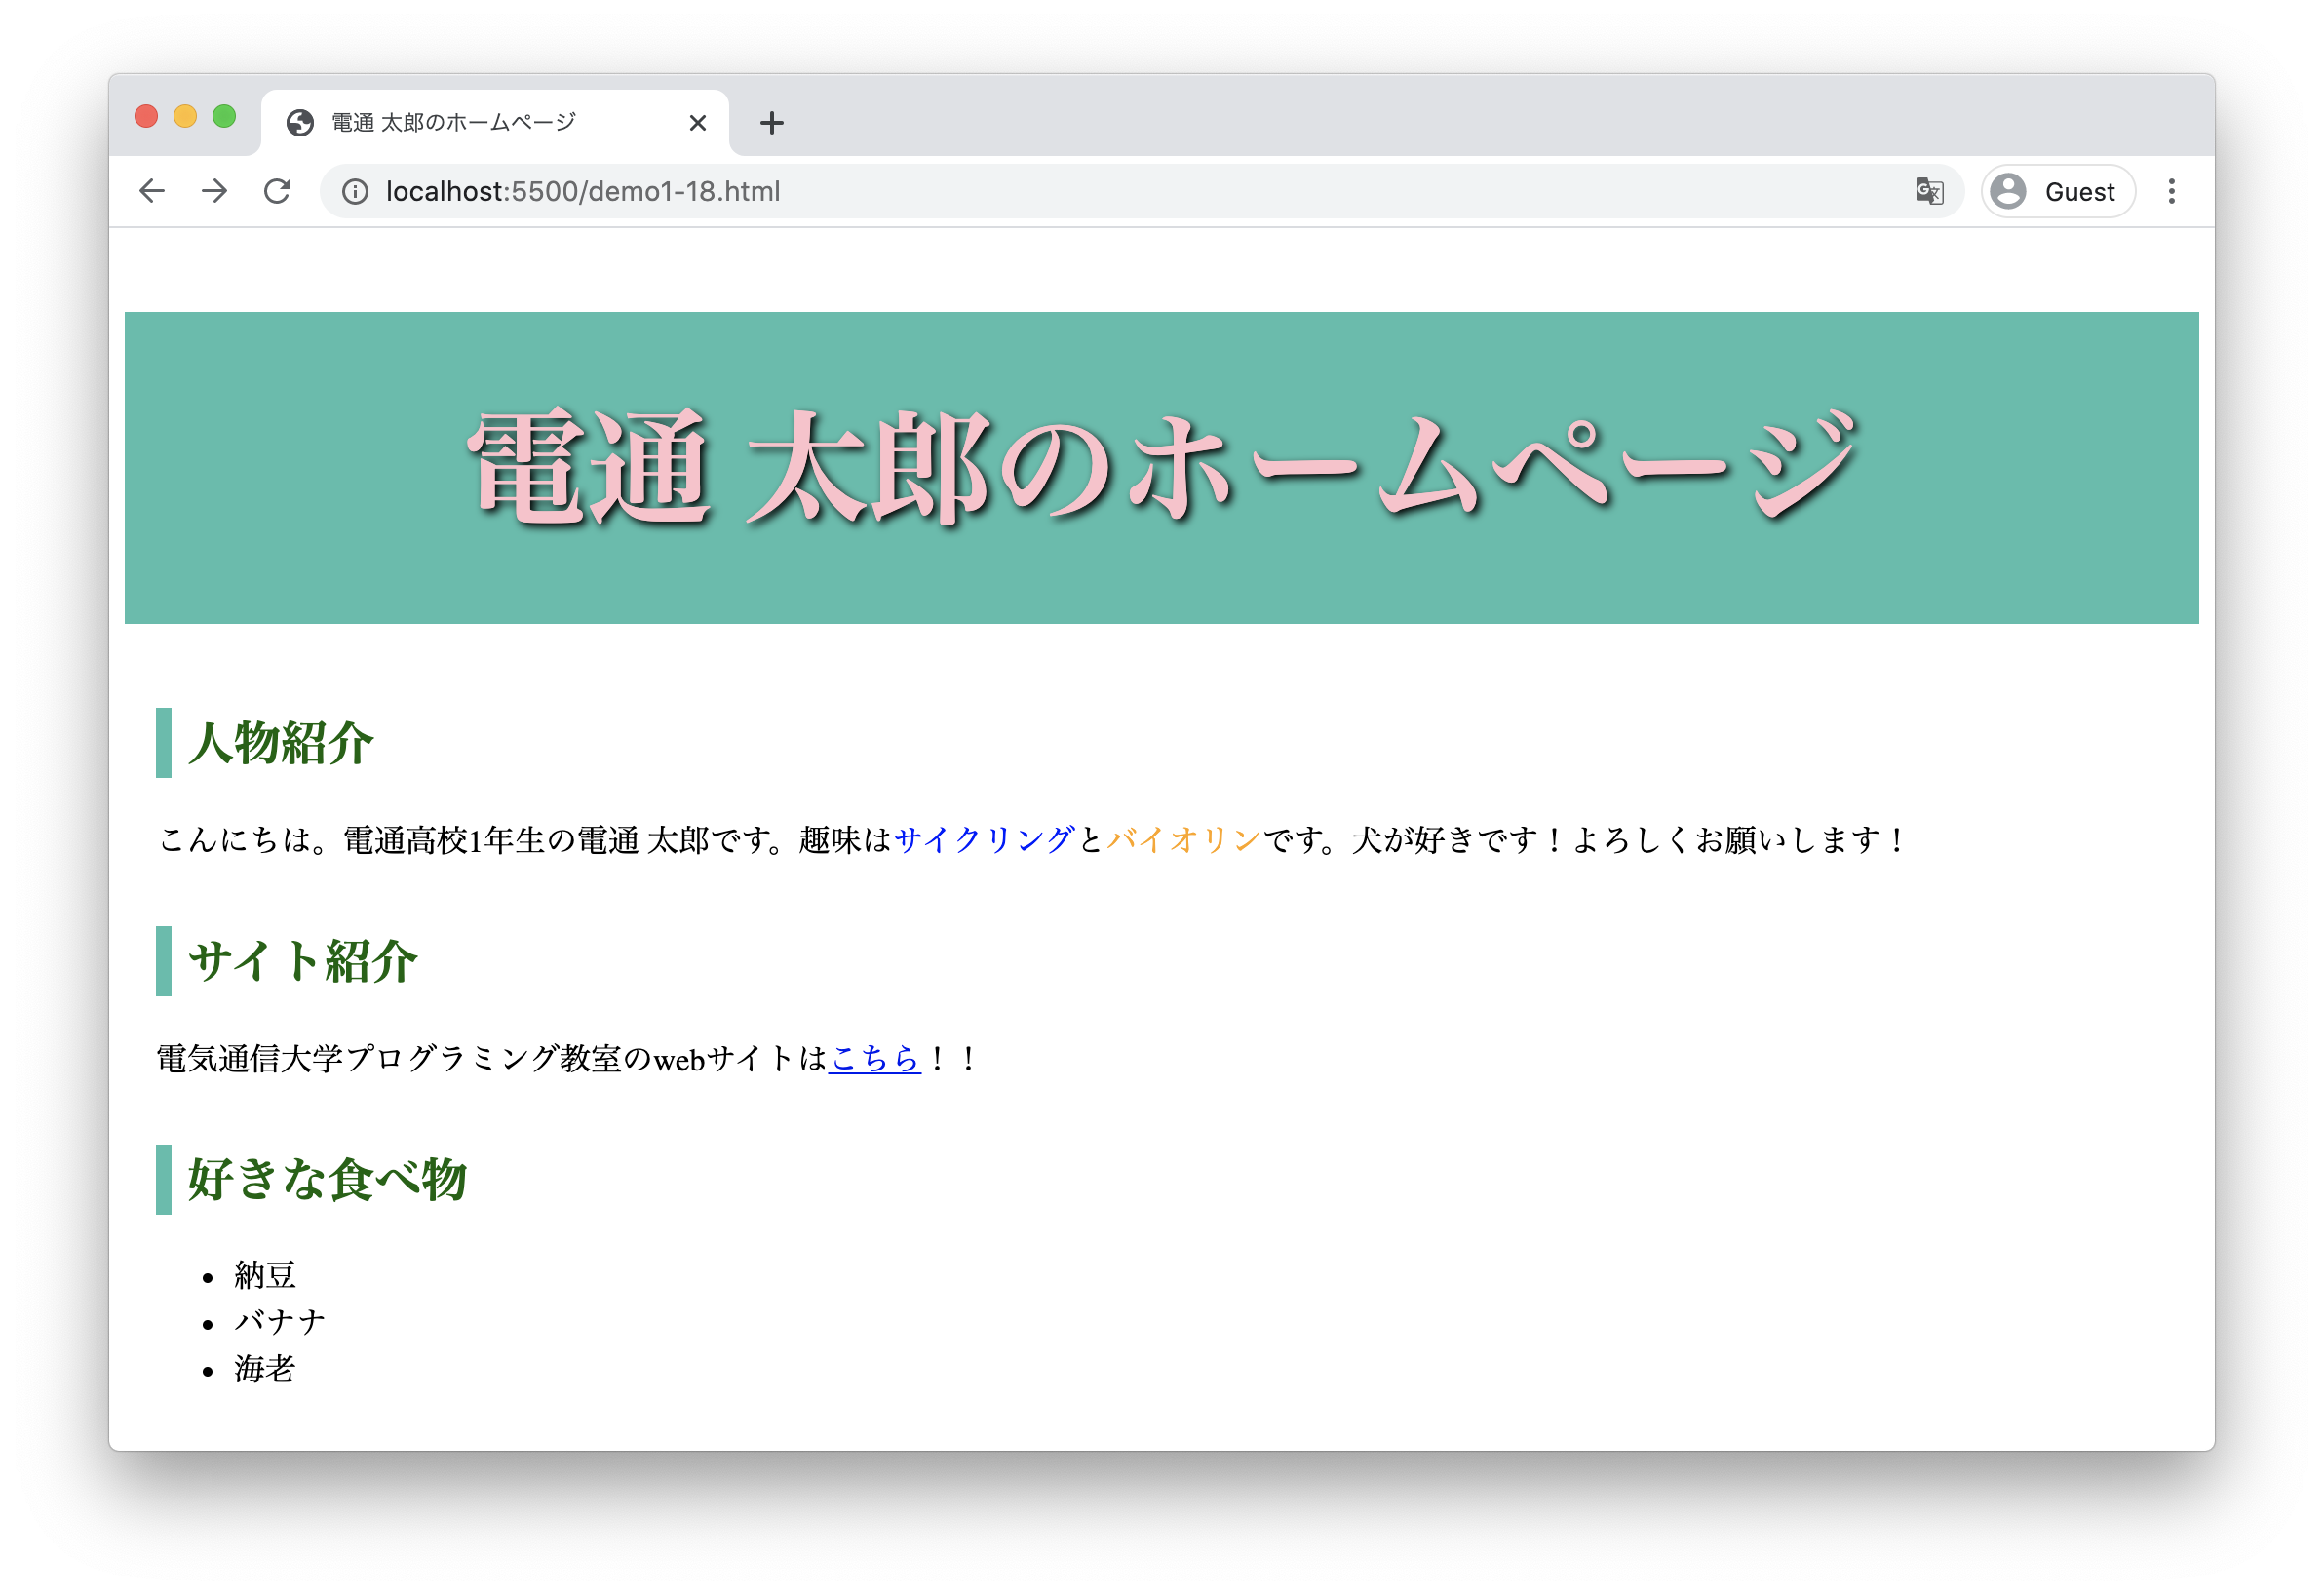 電通 太郎のホームページ
localhost:5500/demo1-18.html
Guest
電通 太郎のホームページ
人物紹介
こんにちは。電通高校1年生の電通 太郎です。趣味はサイクリングとバイオリンです。犬が好きです！よろしくお願いします！
サイト紹介
電気通信大学プログラミング教室のwebサイトはこちら！！
好きな食べ物
• 納豆
• バナナ
• 海老